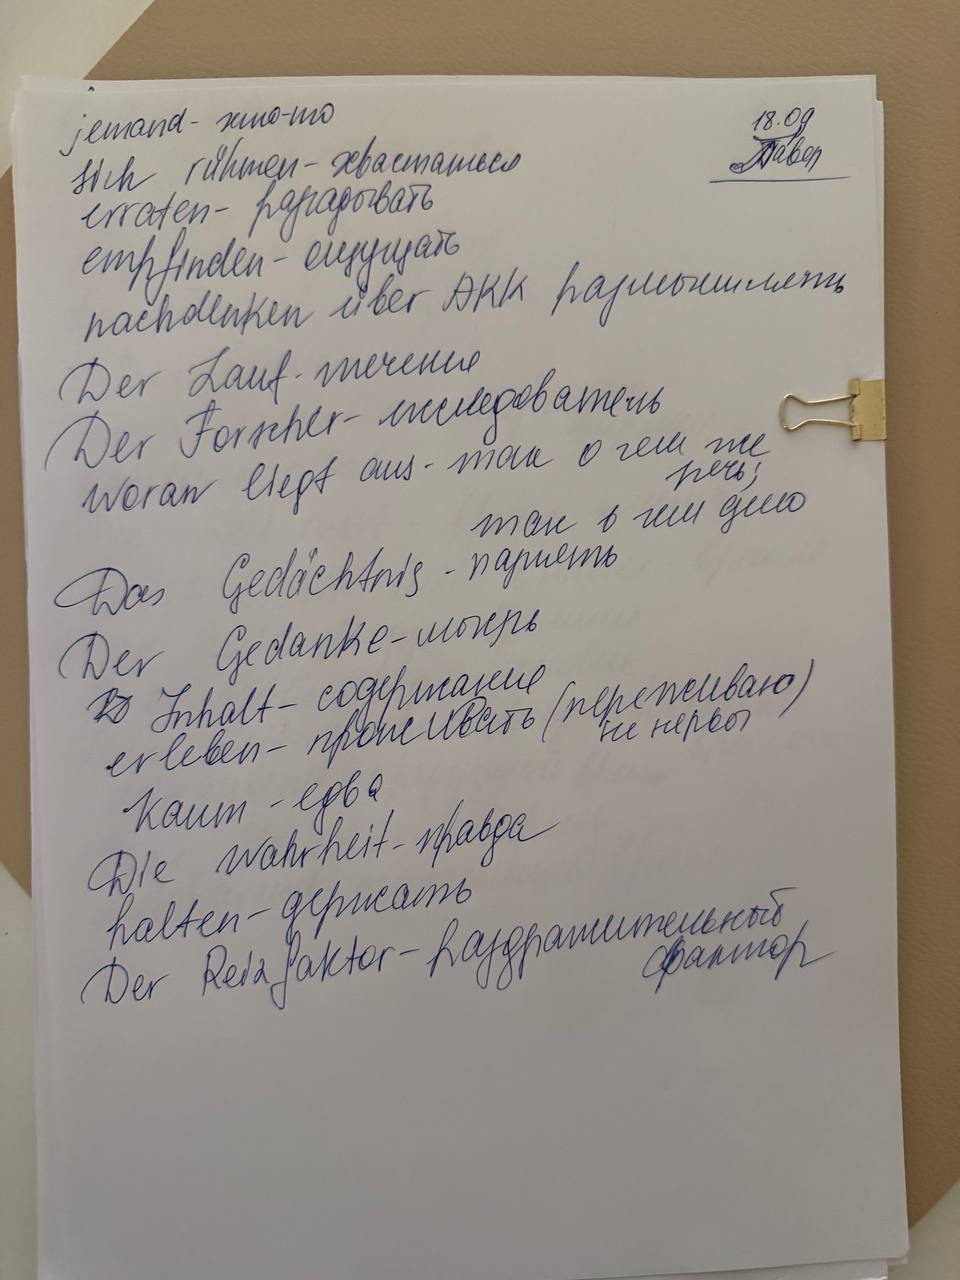 18.09
Павел
jemand- кто-то
sich rühmen- хвастаться
erraten- разгадывать
empfinden- ощущать
nachdenken über AKK размышлять
Der Lauf- течение
Der Forscher- исследователь
Woran liegt aus- так о чем же
речь;
так в чем дело
Das Gedächtnis- память
Der Gedanke- мысль
Inhalt- содержание
erleben- проживать (переживаю)
не нервы
kaum- едва
Die Wahrheit- правда
halten- держать
Der Reizfaktor- раздражительный
фактор